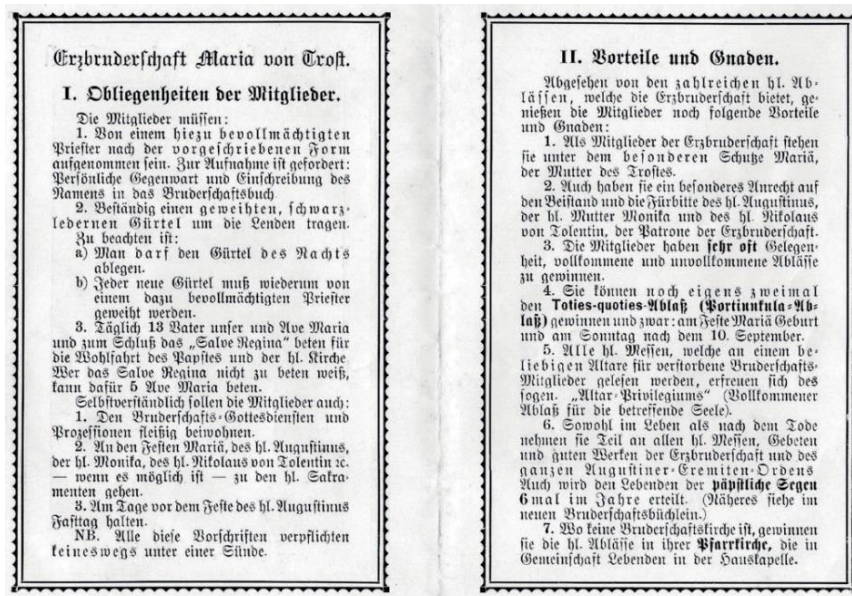 Erzbruderschaft Maria von Trost.
I. Obliegenheiten der Mitglieder.
Die Mitglieder müssen:
1. Von einem hiezu bevollmächtigten
Priester nach der vorgeschriebenen Form
aufgenommen sein. Zur Aufnahme ist gefordert:
Persönliche Gegenwart und Einschreibung des
Namens in das Bruderschaftsbuch
2. Beständig einen geweihten, schwarz-
ledernen Gürtel um die Lenden tragen.
Zu beachten ist:
a) Man darf den Gürtel des Nachts
ablegen.
b) Jeder neue Gürtel muß wiederum von
einem dazu bevollmächtigten Priester
geweiht werden.
3. Täglich 13 Vater unser und Ave Maria
und zum Schluß das „Salve Regina" beten für
die Wohlfahrt des Papstes und der hl. Kirche
Wer das Salve Regina nicht zu beten weiß,
kann dafür 5 Ave Maria beten.
Selbstverständlich sollen die Mitglieder auch:
1. Den Bruderschafts-Gottesdiensten und
Prozessionen fleißig beiwohnen.
2. An den Festen Mariä, des hl. Augustinus,
der hl. Monika, des hl. Nikolaus von Tolentin ꝛc.
— wenn es möglich ist — zu den hl. Sakra-
menten gehen.
3. Am Tage vor dem Feste des hl. Augustinus
Fasttag halten.
NB. Alle diese Vorschriften verpflichten
keineswegs unter einer Sünde.
II. Vorteile und Gnaden.
Abgesehen von den zahlreichen hl. Ab-
lässen, welche die Erzbruderschaft bietet, ge-
nießen die Mitglieder noch folgende Vorteile
und Gnaden:
1. Als Mitglieder der Erzbruderschaft stehen
sie unter dem besonderen Schutze Mariä,
der Mutter des Trostes.
2. Auch haben sie ein besonderes Anrecht auf
den Beistand und die Fürbitte des hl. Augustinus,
der hl. Mutter Monika und des hl. Nikolaus
von Tolentin, der Patrone der Erzbruderschaft.
3. Die Mitglieder haben sehr oft Gelegen-
heit, vollkommene und unvollkommene Ablässe
zu gewinnen.
4. Sie können noch eigens zweimal
den Toties-quoties-Ablaß (Portiunkula-Ab-
laß) gewinnen und zwar: am Feste Mariä Geburt
und am Sonntag nach dem 10. September.
5. Alle hl. Messen, welche an einem be-
liebigen Altare für verstorbene Bruderschafts-
Mitglieder gelesen werden, erfreuen sich des
sogen. „Altar-Privilegiums" (Vollkommener
Ablaß für die betreffende Seele).
6. Sowohl im Leben als nach dem Tode
nehmen sie Teil an allen hl. Messen, Gebeten
und guten Werken der Erzbruderschaft und des
ganzen Augustiner-Eremiten-Ordens
Auch wird den Lebenden der päpstliche Segen
6mal im Jahre erteilt. (Näheres siehe im
neuen Bruderschaftsbüchlein.)
7. Wo keine Bruderschaftskirche ist, gewinnen
sie die hl. Ablässe in ihrer Pfarrkirche, die in
Gemeinschaft Lebenden in der Hauskapelle.